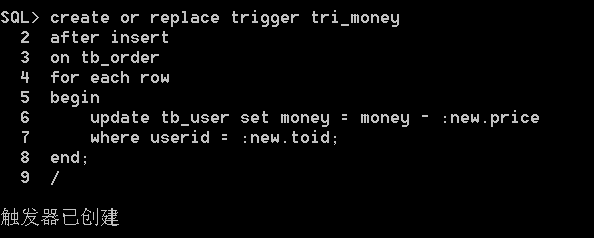 SQL> create or replace trigger tri_money
  2  after insert
  3  on tb_order
  4  for each row
  5  begin
  6      update tb_user set money = money - :new.price
  7      where userid = :new.toid;
  8  end;
  9  /
触发器已创建